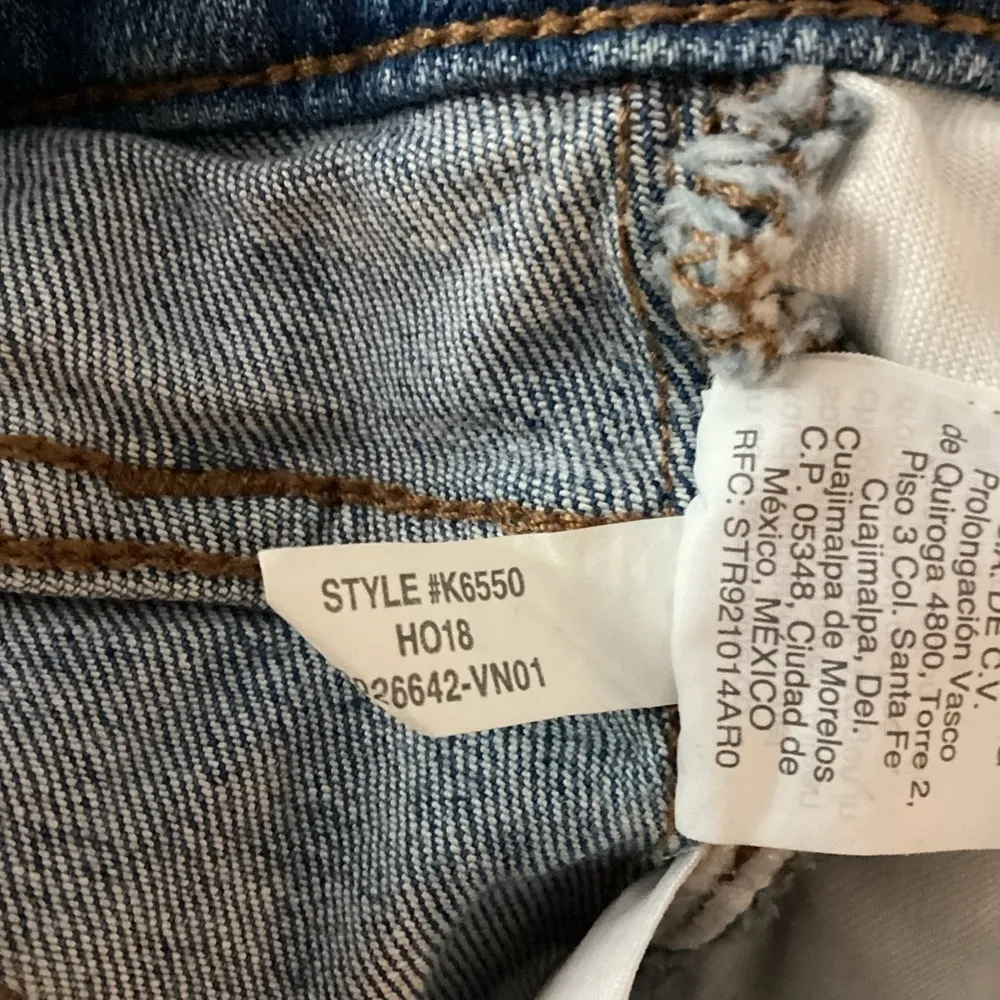 STYLE #K6550
HO18
26642-VN01
DE C.V.
Prolongación Vasco
de Quiroga 4800, Torre 2,
Piso 3 Col. Santa Fe
Cuajimalpa, Del.
Cuajimalpa de Morelos
C.P. 05348, Ciudad de
México, MÉXICO
RFC: STR921014AR0